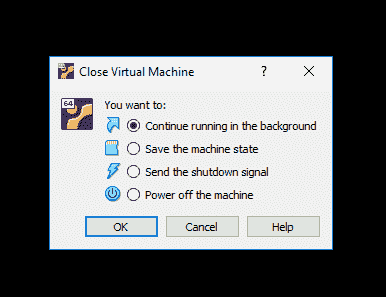 Close Virtual Machine
?
64
You want to:
Continue running in the background
Save the machine state
Send the shutdown signal
Power off the machine
OK Cancel Help